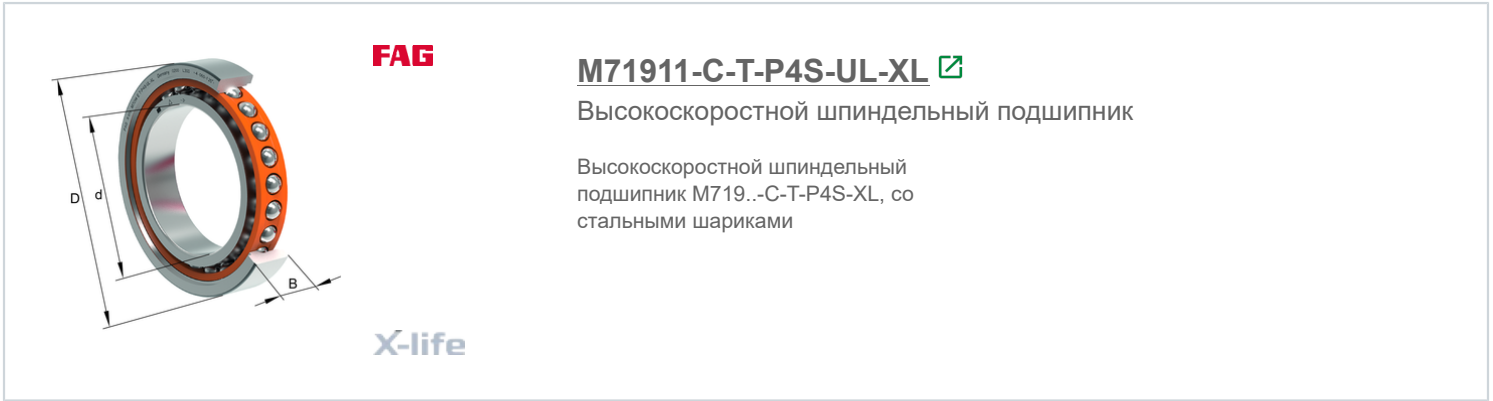 FAG
M71911-C-T-P4S-UL-XL
Высокоскоростной шпиндельный подшипник
Высокоскоростной шпиндельный
подшипник M719..-C-T-P4S-XL, со
стальными шариками
D
d
B
X-life